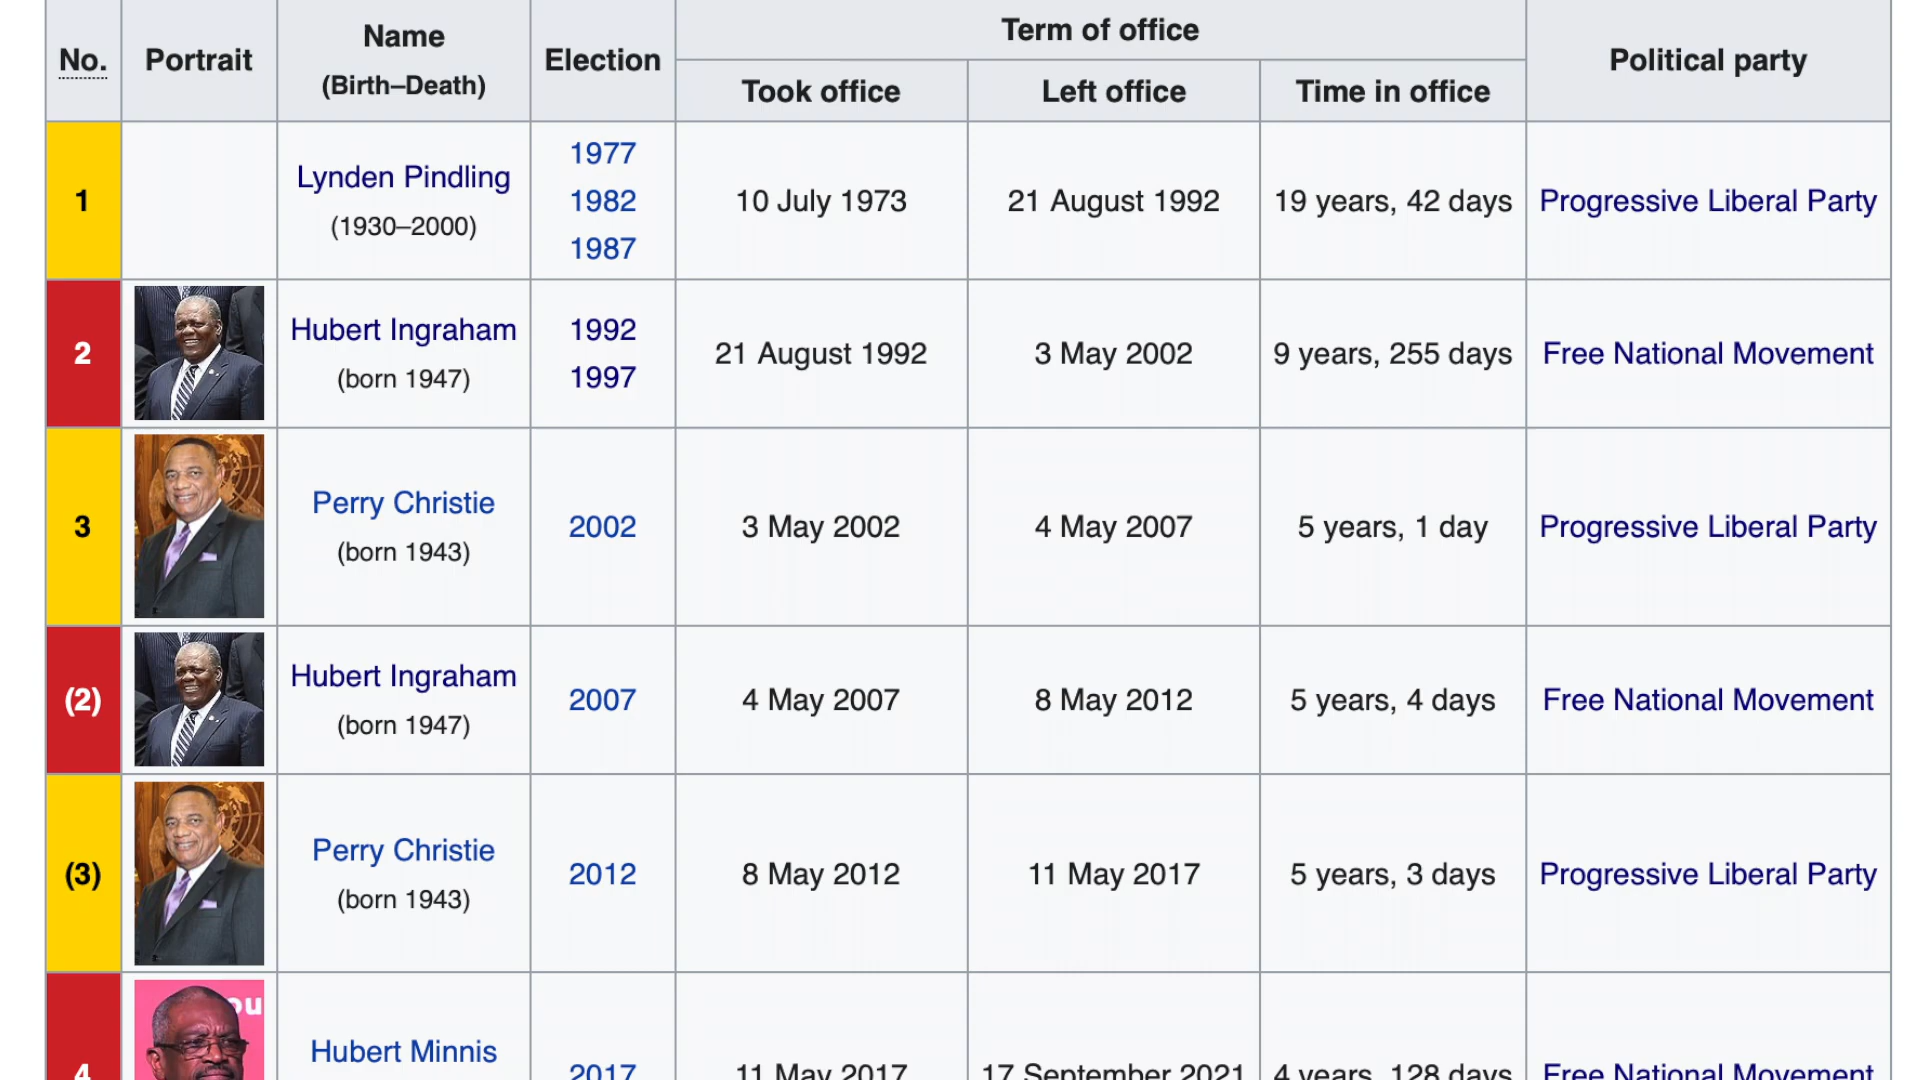 No.
Portrait
Name
(Birth–Death)
Election
Term of office
Took office
Left office
Time in office
Political party
1
Lynden Pindling
(1930–2000)
1977
1982
1987
10 July 1973
21 August 1992
19 years, 42 days
Progressive Liberal Party
2
Hubert Ingraham
(born 1947)
1992
1997
21 August 1992
3 May 2002
9 years, 255 days
Free National Movement
3
Perry Christie
(born 1943)
2002
3 May 2002
4 May 2007
5 years, 1 day
Progressive Liberal Party
(2)
Hubert Ingraham
(born 1947)
2007
4 May 2007
8 May 2012
5 years, 4 days
Free National Movement
(3)
Perry Christie
(born 1943)
2012
8 May 2012
11 May 2017
5 years, 3 days
Progressive Liberal Party
4
ou
Hubert Minnis
2017
11 May 2017
17 September 2021
4 years, 128 days
Free National Movement